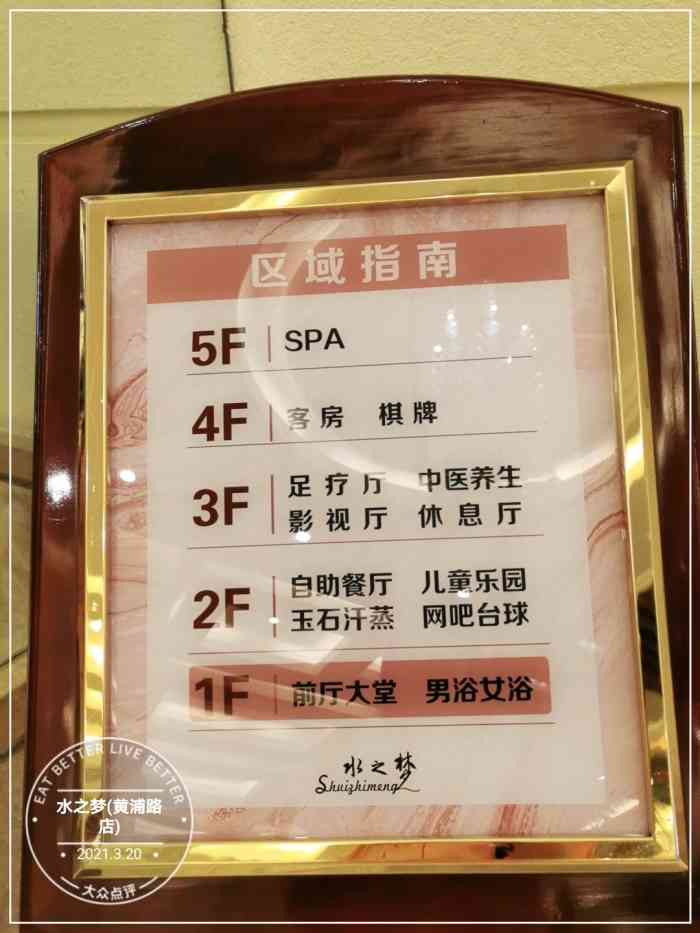 区域指南
5F SPA
4F 客房 棋牌
3F 足疗厅 中医养生
影视厅 休息厅
2F 自助餐厅 儿童乐园
玉石汗蒸 网吧台球
1F 前厅大堂 男浴女浴
水之梦
Shuizhimeng
EAT BETTER LIVE BETTER
水之梦(黄浦路
店)
2021.3.20
大众点评